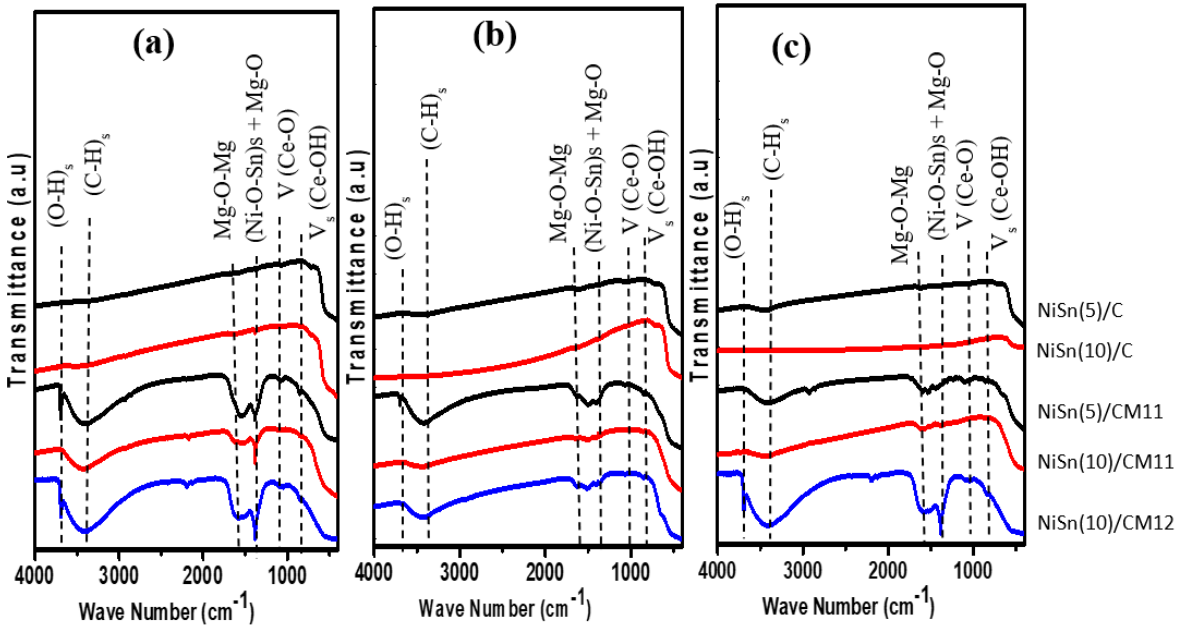 (a)
Transmittance (a.u)
(O-H)s
(C-H)s
Mg-O-Mg
(Ni-O-Sn)s + Mg-O
V (Ce-O)
Vs (Ce-OH)
4000 3000 2000 1000
Wave Number (cm-1)
(b)
Transmittance (a.u)
(O-H)s
(C-H)s
Mg-O-Mg
(Ni-O-Sn)s + Mg-O
V (Ce-O)
Vs (Ce-OH)
4000 3000 2000 1000
Wave Number (cm-1)
(c)
Transmittance (a.u)
(O-H)s
(C-H)s
Mg-O-Mg
(Ni-O-Sn)s + Mg-O
V (Ce-O)
Vs (Ce-OH)
4000 3000 2000 1000
Wave Number (cm-1)
NiSn(5)/C
NiSn(10)/C
NiSn(5)/CM11
NiSn(10)/CM11
NiSn(10)/CM12